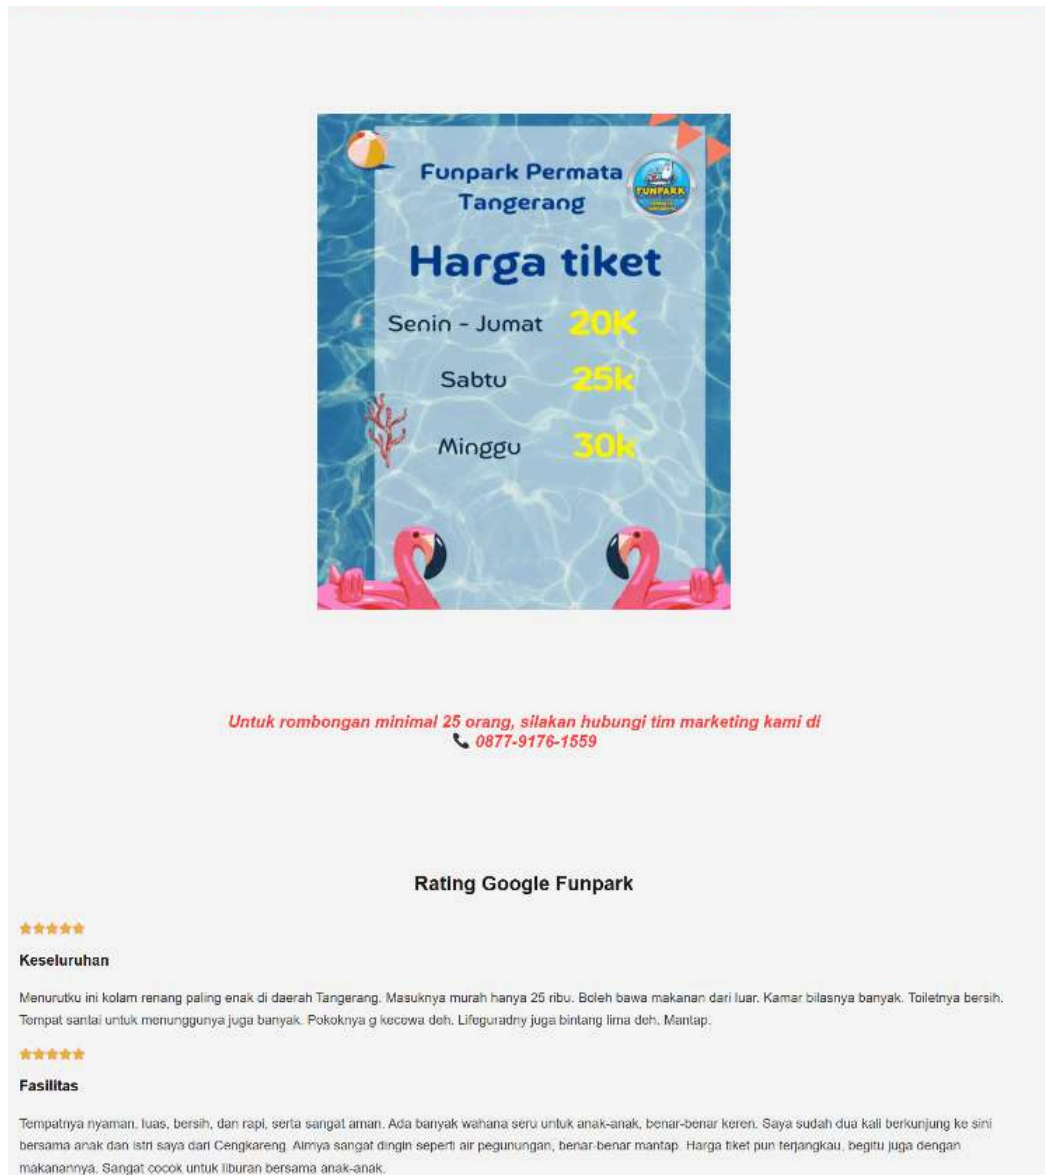 Funpark Permata
Tangerang
FUNPARK
Harga tiket
Senin - Jumat 20K
Sabtu 25k
Minggu 30k
Untuk rombongan minimal 25 orang, silakan hubungi tim marketing kami di
📞 0877-9176-1559
Rating Google Funpark
Keseluruhan
Menurutku ini kolam renang paling enak di daerah Tangerang. Masuknya murah hanya 25 ribu. Boleh bawa makanan dari luar. Kamar bilasnya banyak. Toiletnya bersih.
Tempat santai untuk menunggunya juga banyak. Pokoknya g kecewa deh. Lifeguradny juga bintang lima deh. Mantap.
Fasilitas
Tempatnya nyaman, luas, bersih, dan rapi, serta sangat aman. Ada banyak wahana seru untuk anak-anak, benar-benar keren. Saya sudah dua kali berkunjung ke sini
bersama anak dan istri saya dari Cengkareng. Airnya sangat dingin seperti air pegunungan, benar-benar mantap. Harga tiket pun terjangkau, begitu juga dengan
makanannya. Sangat cocok untuk liburan bersama anak-anak.